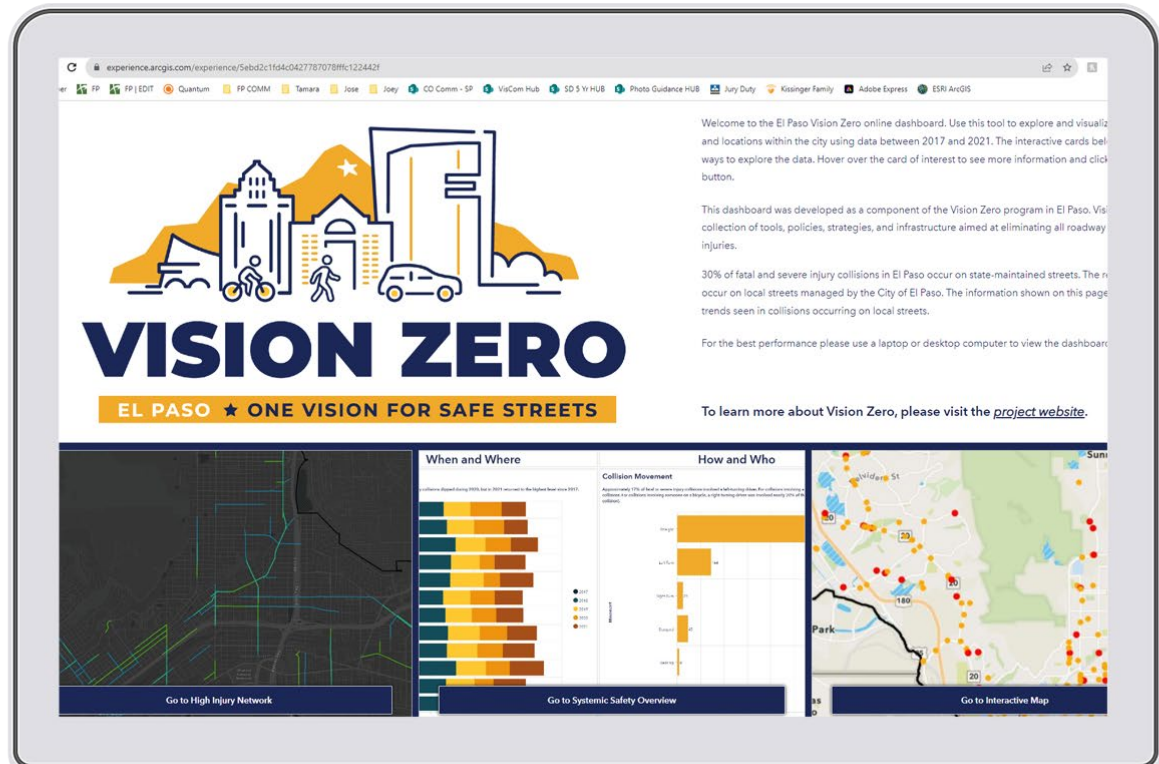 experience.arcgis.com/experience/5ebd2c1fd4c0427787078fffc122442f
FP FP | EDIT Quantum FP COMM Tamara Jose Joey CO Comm - SP VisCom Hub SD 5 Yr HUB Photo Guidance HUB Jury Duty Kissinger Family Adobe Express ESRI ArcGIS
VISION ZERO
EL PASO ★ ONE VISION FOR SAFE STREETS
Welcome to the El Paso Vision Zero online dashboard. Use this tool to explore and
and locations within the city using data between 2017 and 2021. The interactive cards
ways to explore the data. Hover over the card of interest to see more information and click
button.
This dashboard was developed as a component of the Vision Zero program in El Paso.
collection of tools, policies, strategies, and infrastructure aimed at eliminating all roadway
injuries.
30% of fatal and severe injury collisions in El Paso occur on state-maintained streets. The
occur on local streets managed by the City of El Paso. The information shown on this page
trends seen in collisions occurring on local streets.
For the best performance please use a laptop or desktop computer to view the
To learn more about Vision Zero, please visit the project website.
Go to High Injury Network
When and Where
How and Who
Collision Movement
2017
2018
2019
2020
2021
Movement
Go to Systemic Safety Overview
Belvidere St
20
20
20
180
Park
20
Go to Interactive Map